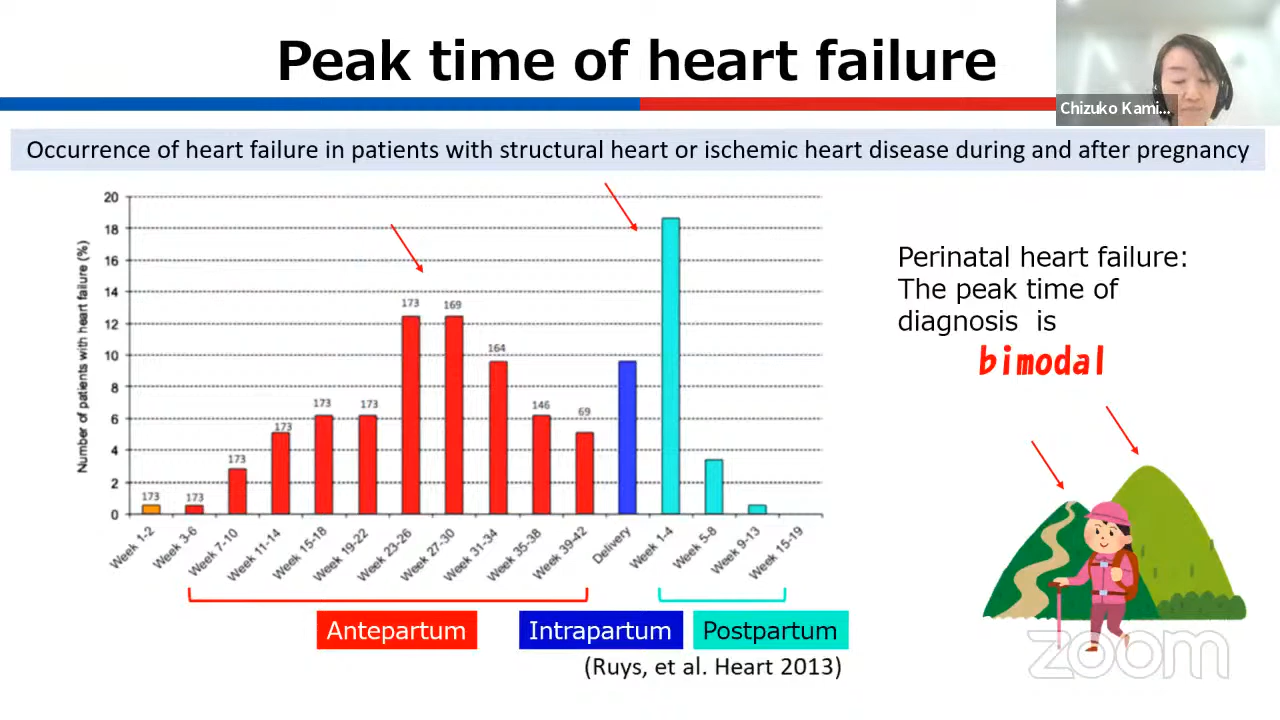 Peak time of heart failure
Chizuko Kami...
Occurrence of heart failure in patients with structural heart or ischemic heart disease during and after pregnancy
Number of patients with heart failure (%)
20
18
16
14
12
10
8
6
4
2
0
173
173
173
173
173
173
173
169
164
146
69
Week 1-2
Week 3-6
Week 7-10
Week 11-14
Week 15-18
Week 19-22
Week 23-26
Week 27-30
Week 31-34
Week 35-38
Week 39-42
Delivery
Week 1-4
Week 5-8
Week 9-13
Week 15-19
Antepartum
Intrapartum
Postpartum
(Ruys, et al. Heart 2013)
Perinatal heart failure:
The peak time of
diagnosis is
bimodal
zoom